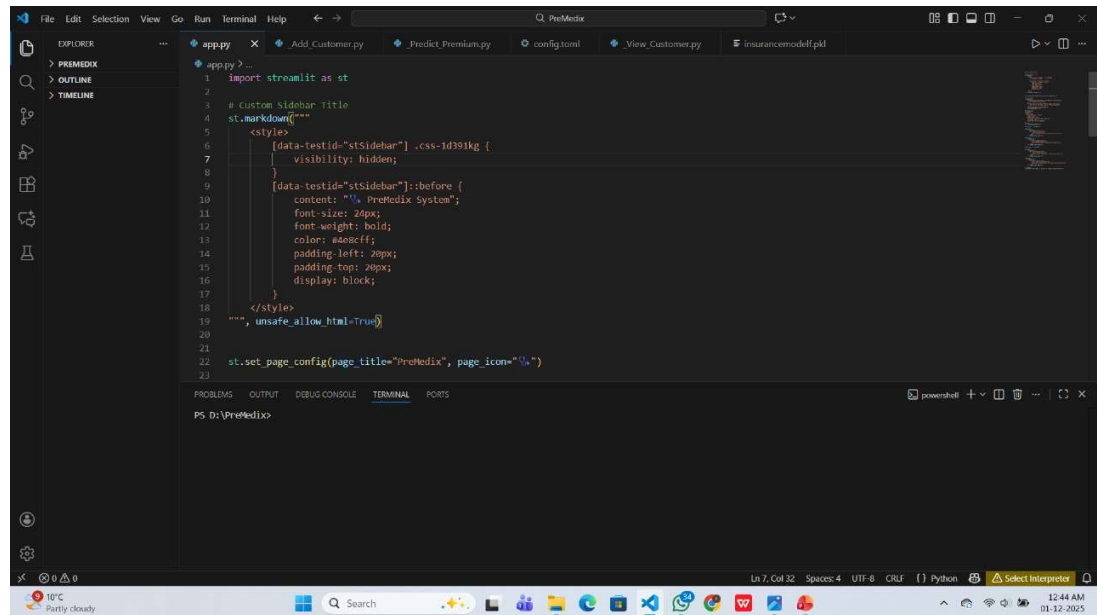 File Edit Selection View Go Run Terminal Help
PreMedix
EXPLORER
PREMEDIX
OUTLINE
TIMELINE
app.py
_Add_Customer.py
_Predict_Premium.py
config.toml
_View_Customer.py
insurancemodelf.pkl
app.py > ...
1 import streamlit as st
2
3 # Custom Sidebar Title
4 st.markdown("""
5 <style>
6 [data-testid="stSidebar"] .css-1d391kg {
7 visibility: hidden;
8 }
9 [data-testid="stSidebar"]::before {
10 content: "🩺 PreMedix System";
11 font-size: 24px;
12 font-weight: bold;
13 color: #4e8cff;
14 padding-left: 20px;
15 padding-top: 20px;
16 display: block;
17 }
18 </style>
19 """, unsafe_allow_html=True)
20
21
22 st.set_page_config(page_title="PreMedix", page_icon="🩺")
23
PROBLEMS OUTPUT DEBUG CONSOLE TERMINAL PORTS
powershell
PS D:\PreMedix>
0 0
Ln 7, Col 32 Spaces: 4 UTF-8 CRLF {} Python Select Interpreter
9
10°C
Partly cloudy
Search
34
12:44 AM
01-12-2025